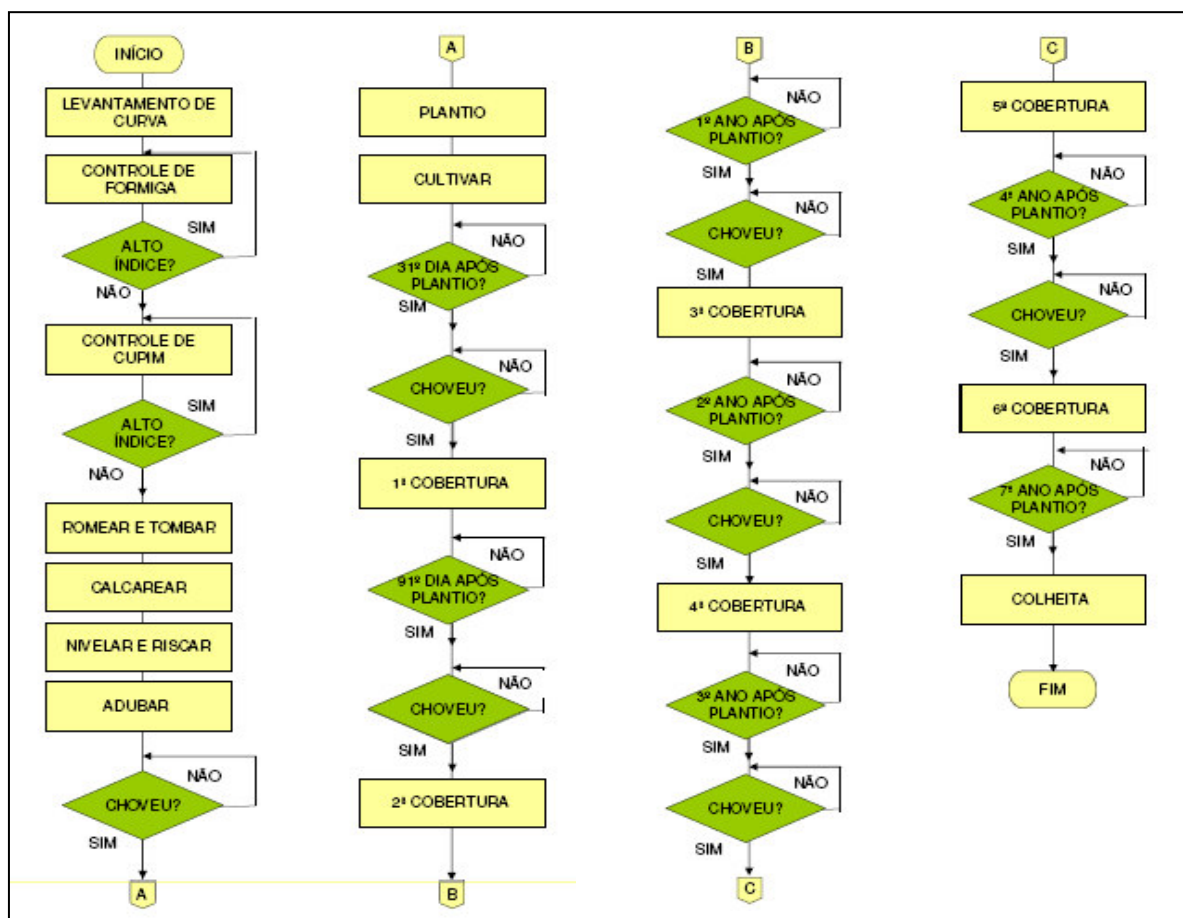 INÍCIO
LEVANTAMENTO DE
CURVA
CONTROLE DE
FORMIGA
SIM
ALTO
ÍNDICE?
NÃO
CONTROLE DE
CUPIM
SIM
ALTO
ÍNDICE?
NÃO
ROMEAR E TOMBAR
CALCAREAR
NIVELAR E RISCAR
ADUBAR
NÃO
CHOVEU?
SIM
A
A
PLANTIO
CULTIVAR
NÃO
31º DIA APÓS
PLANTIO?
SIM
NÃO
CHOVEU?
SIM
1ª COBERTURA
NÃO
91º DIA APÓS
PLANTIO?
SIM
NÃO
CHOVEU?
SIM
2ª COBERTURA
B
B
NÃO
1º ANO APÓS
PLANTIO?
SIM
NÃO
CHOVEU?
SIM
3ª COBERTURA
NÃO
2º ANO APÓS
PLANTIO?
SIM
NÃO
CHOVEU?
SIM
4ª COBERTURA
NÃO
3º ANO APÓS
PLANTIO?
SIM
NÃO
CHOVEU?
SIM
C
C
5ª COBERTURA
NÃO
4º ANO APÓS
PLANTIO?
SIM
NÃO
CHOVEU?
SIM
6ª COBERTURA
NÃO
7º ANO APÓS
PLANTIO?
SIM
COLHEITA
FIM